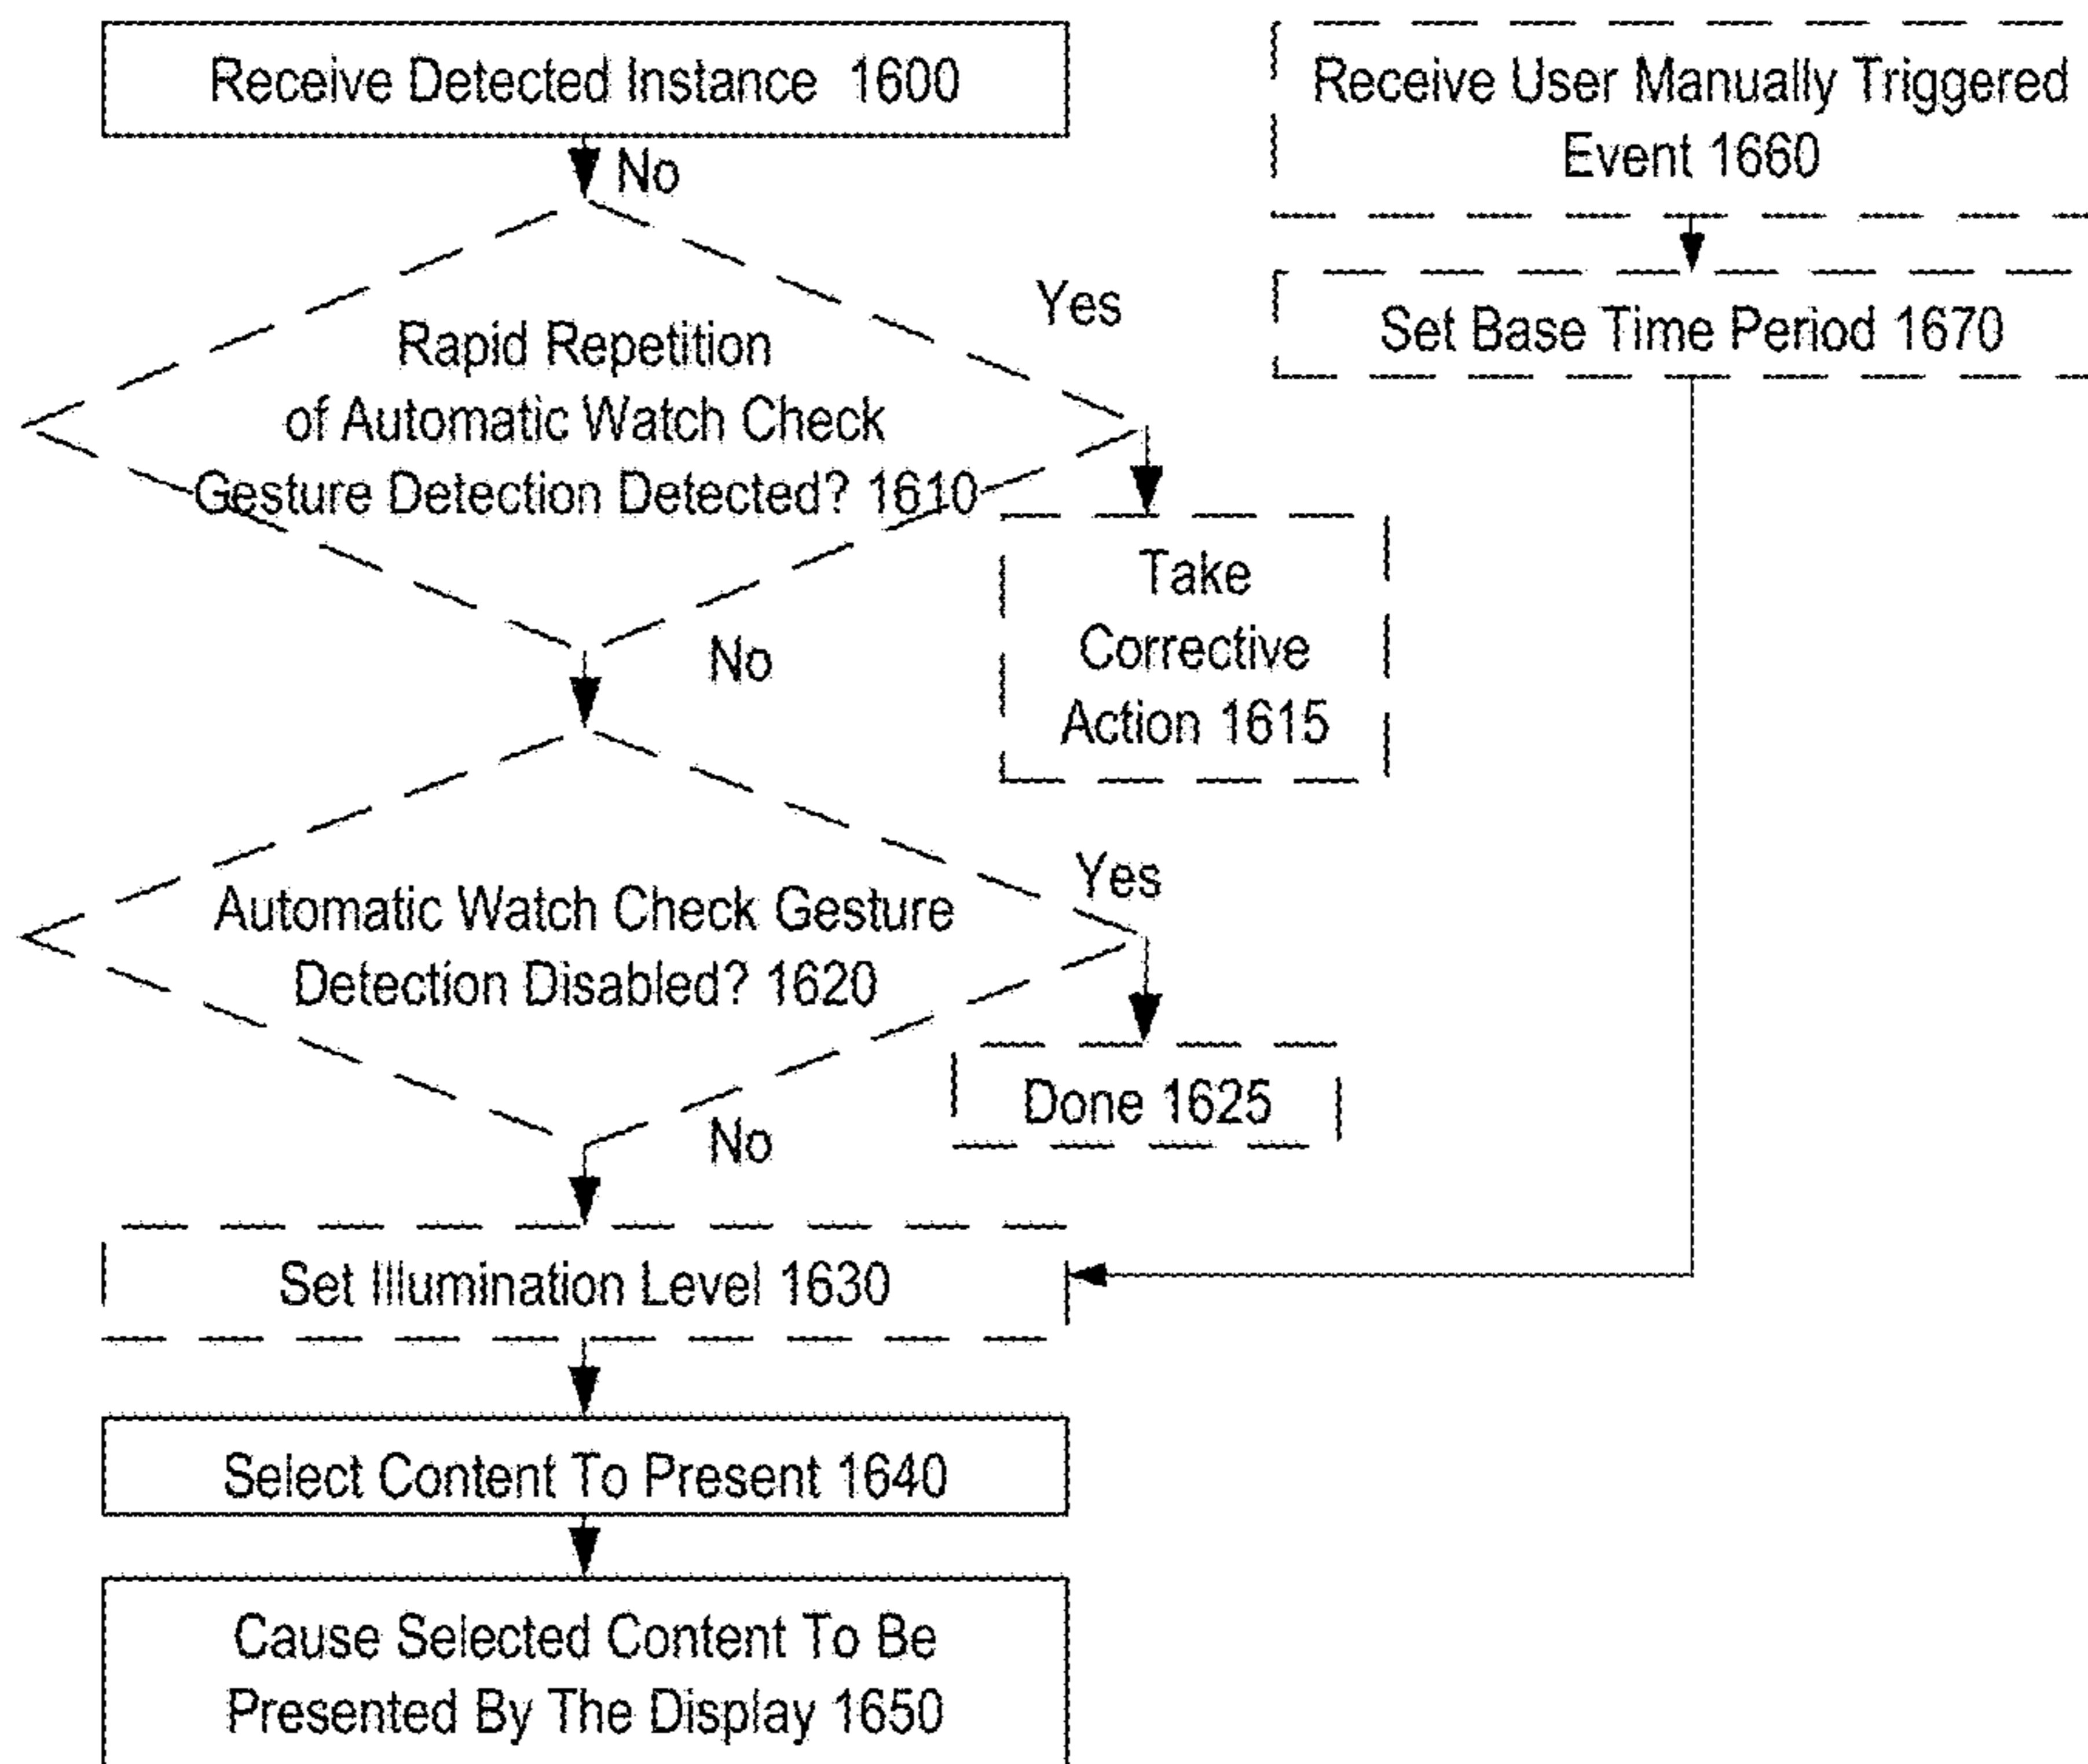 Receive Detected Instance 1600
No
Rapid Repetition
of Automatic Watch Check
Gesture Detection Detected? 1610
Yes
Take
Corrective
Action 1615
No
Automatic Watch Check Gesture
Detection Disabled? 1620
Yes
Done 1625
No
Set Illumination Level 1630
Select Content To Present 1640
Cause Selected Content To Be
Presented By The Display 1650
Receive User Manually Triggered
Event 1660
Set Base Time Period 1670